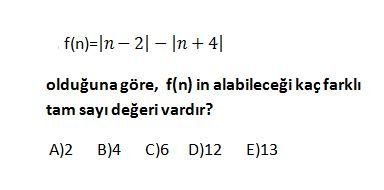 f(n)=|n − 2| − |n + 4|
olduğuna göre, f(n) in alabileceği kaç farklı
tam sayı değeri vardır?
A)2 B)4 C)6 D)12 E)13